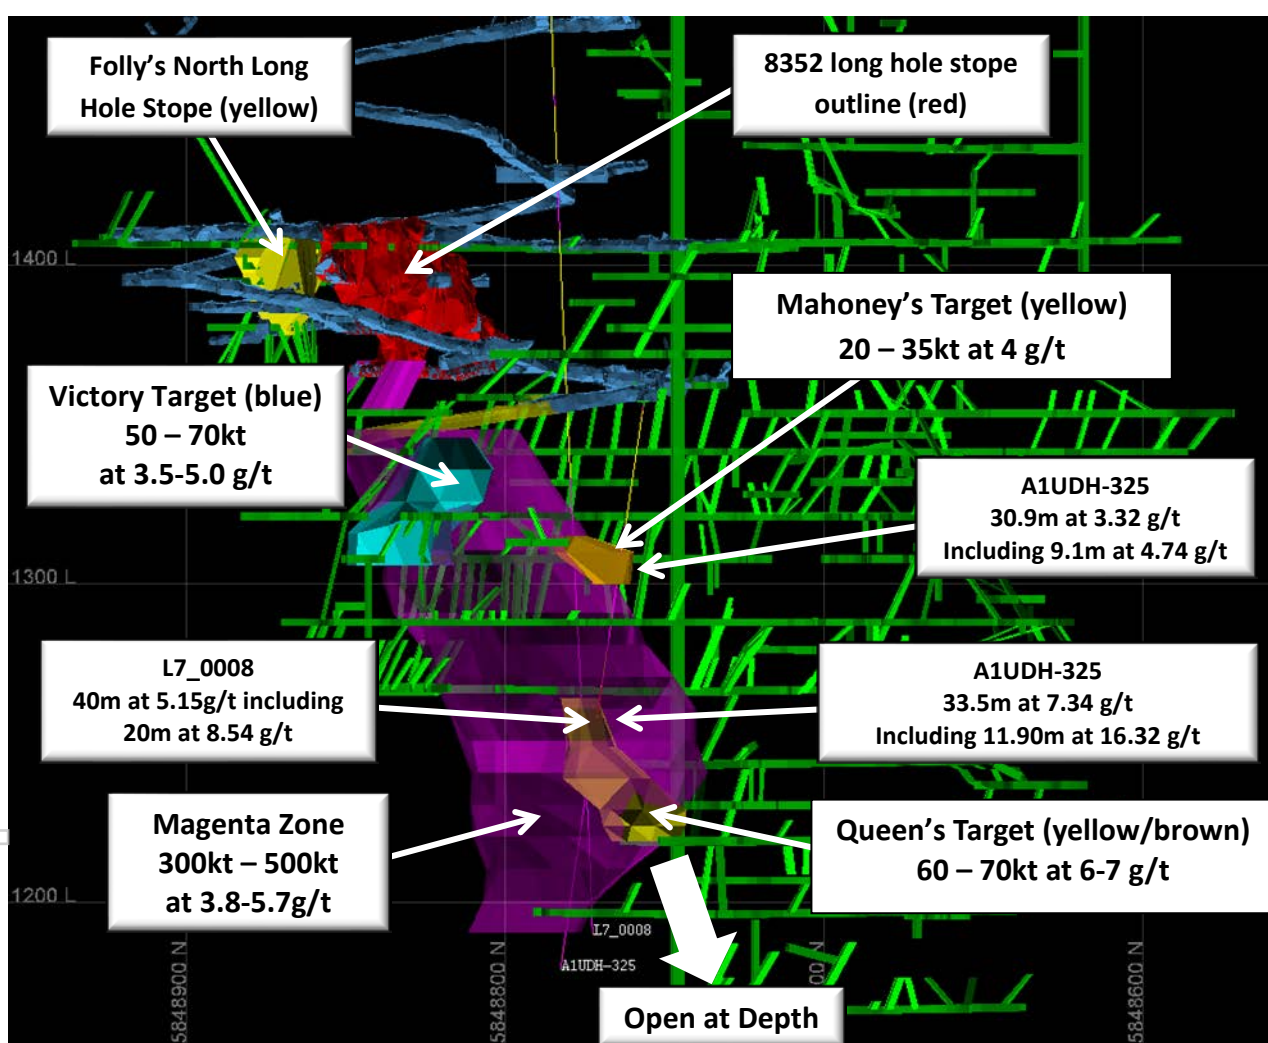 Folly's North Long
Hole Stope (yellow)
8352 long hole stope
outline (red)
1400 L
Mahoney's Target (yellow)
20 – 35kt at 4 g/t
Victory Target (blue)
50 – 70kt
at 3.5-5.0 g/t
A1UDH-325
30.9m at 3.32 g/t
Including 9.1m at 4.74 g/t
1300 L
L7_0008
40m at 5.15g/t including
20m at 8.54 g/t
A1UDH-325
33.5m at 7.34 g/t
Including 11.90m at 16.32 g/t
Magenta Zone
300kt – 500kt
at 3.8-5.7g/t
Queen's Target (yellow/brown)
60 – 70kt at 6-7 g/t
1200 L
L7_0008
A1UDH-325
5848900 N
5848800 N
00 N
5848600 N
Open at Depth